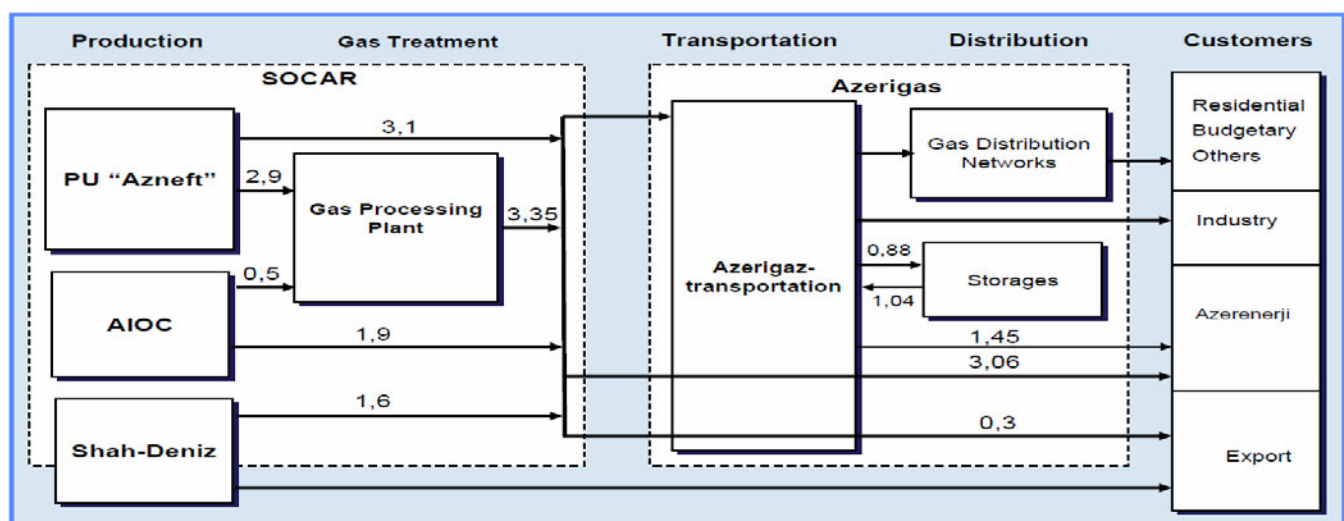 Production Gas Treatment Transportation Distribution Customers
SOCAR
Azerigas
PU “Azneft”
3,1
2,9
Gas Processing
Plant
3,35
0,5
AIOC
1,9
1,6
Shah-Deniz
Azerigaz-
transportation
Gas Distribution
Networks
0,88
Storages
1,04
1,45
3,06
0,3
Residential
Budgetary
Others
Industry
Azerenerji
Export